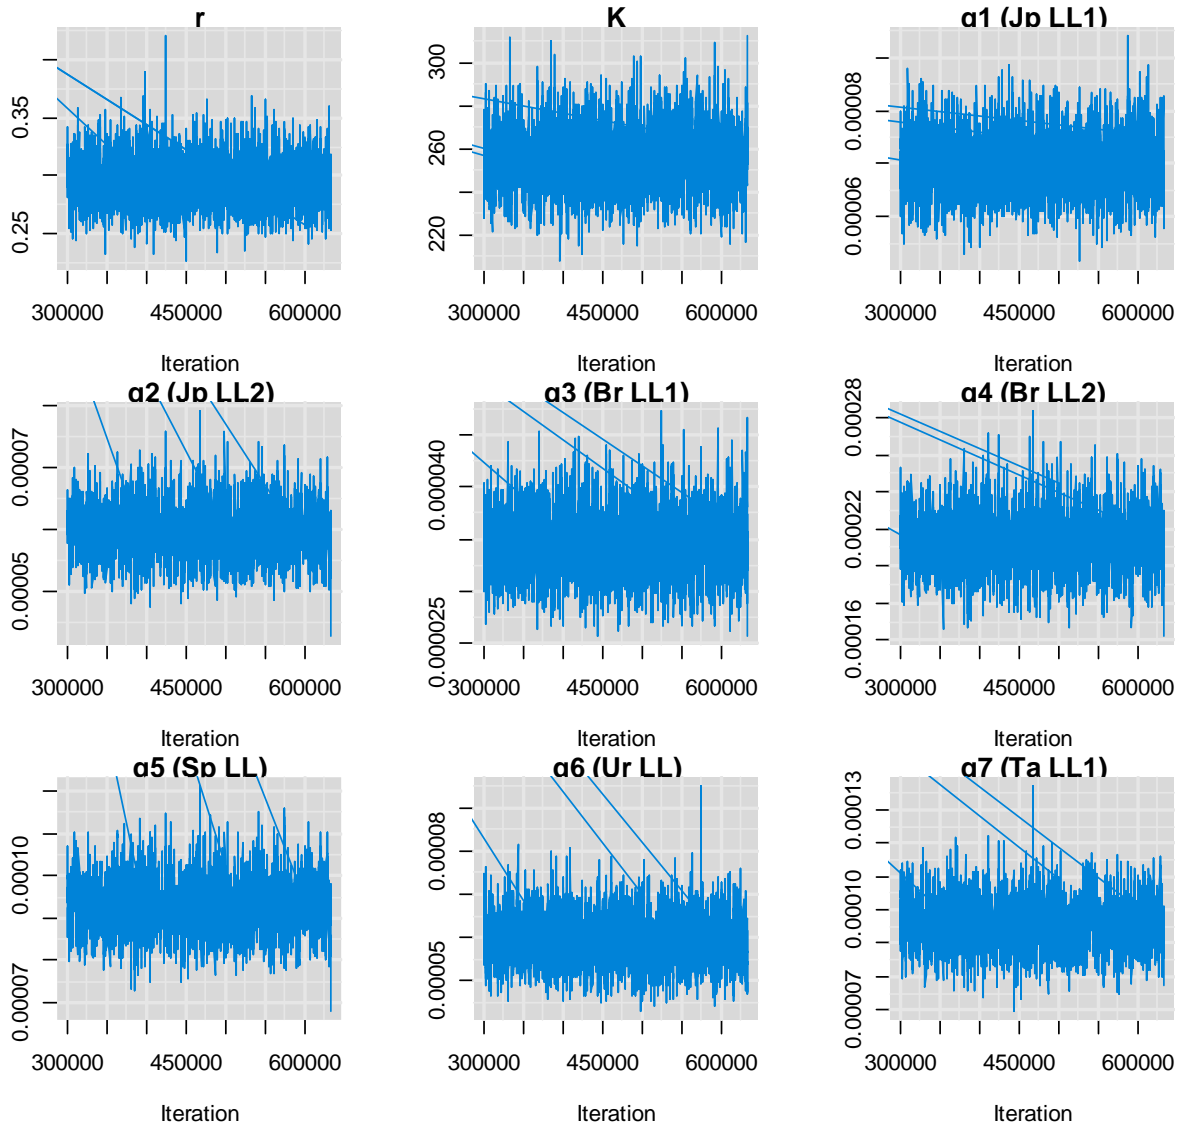 r
0.25 0.35
300000 450000 600000
Iteration
K
220 260 300
300000 450000 600000
Iteration
q1 (Jp LL1)
0.00006 0.00008
300000 450000 600000
Iteration
q2 (Jp LL2)
0.00005 0.00007
300000 450000 600000
Iteration
q3 (Br LL1)
0.000025 0.000040
300000 450000 600000
Iteration
q4 (Br LL2)
0.00016 0.00022 0.00028
300000 450000 600000
Iteration
q5 (Sp LL)
0.00007 0.00010
300000 450000 600000
Iteration
q6 (Ur LL)
0.00005 0.00008
300000 450000 600000
Iteration
q7 (Ta LL1)
0.00007 0.00010 0.00013
300000 450000 600000
Iteration